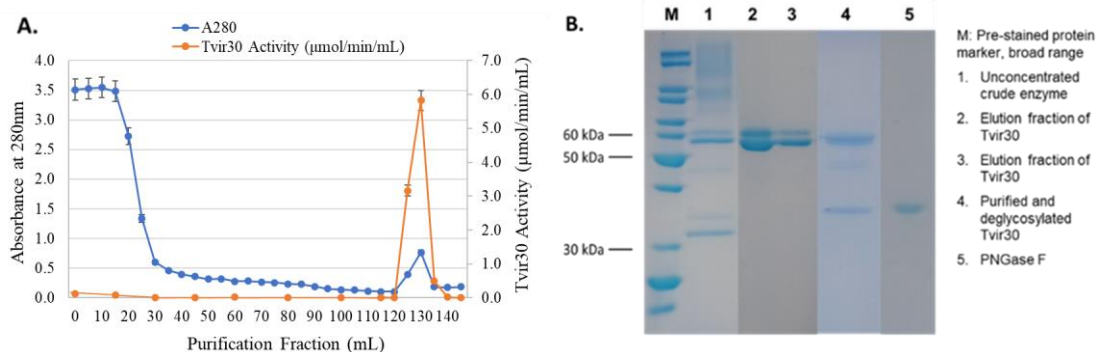 A.
A280
Tvir30 Activity (µmol/min/mL)
4.0
3.5
3.0
2.5
2.0
1.5
1.0
0.5
0.0
7.0
6.0
5.0
4.0
3.0
2.0
1.0
0.0
0 10 20 30 40 50 60 70 80 90 100 110 120 130 140
Absorbance at 280nm
Tvir30 Activity (µmol/min/mL)
Purification Fraction (mL)
B.
M 1 2 3 4 5
60 kDa
50 kDa
30 kDa
M: Pre-stained protein
marker, broad range
1. Unconcentrated
crude enzyme
2. Elution fraction of
Tvir30
3. Elution fraction of
Tvir30
4. Purified and
deglycosylated
Tvir30
5. PNGase F